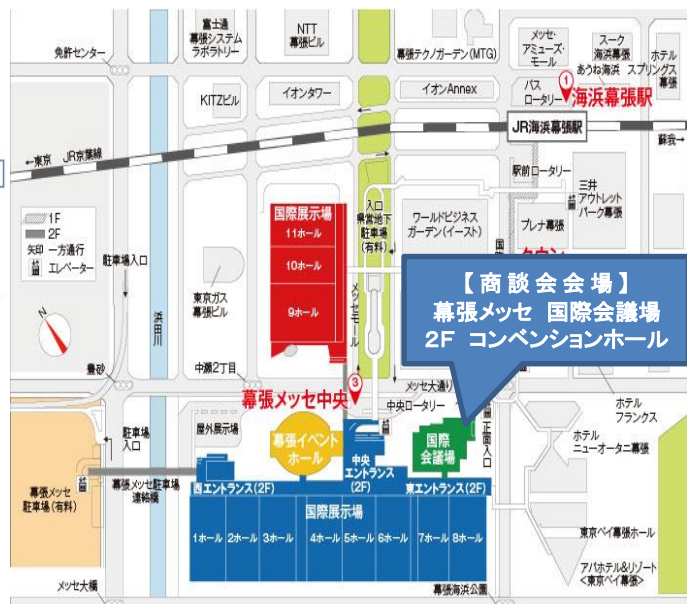 富士通
幕張システム
ラボラトリー
NTT
幕張ビル
免許センター
幕張テクノガーデン(MTG)
メッセ・
アミューズ・
モール
スーク
海浜幕張
あうね海浜
ホテル
スプリングス
幕張
KITZビル
イオンタワー
イオンAnnex
バス
ロータリー
1
海浜幕張駅
JR海浜幕張駅
←東京 JR京葉線
蘇我→
1F
2F
矢印 一方通行
エレベーター
N
駐車場入口
浜田川
東京ガス
幕張ビル
国際展示場
11ホール
10ホール
9ホール
入口
県営地下
駐車場
(有料)
メッセモール
ワールドビジネス
ガーデン(イースト)
駅前ロータリー
プレナ幕張
三井
アウトレット
パーク幕張
【商談会会場】
幕張メッセ 国際会議場
2F コンベンションホール
豊砂
中瀬2丁目
幕張メッセ中央
3
メッセ大通り
中央ロータリー
正面入口
ホテル
フランクス
ホテル
ニューオータニ幕張
駐車場
入口
屋外展示場
幕張イベント
ホール
中央
エントランス
(2F)
国際
会議場
幕張メッセ
駐車場(有料)
幕張メッセ駐車場
連絡橋
西エントランス(2F)
東エントランス(2F)
国際展示場
1ホール 2ホール 3ホール 4ホール 5ホール 6ホール 7ホール 8ホール
東京ベイ幕張ホール
アパホテル&リゾート
<東京ベイ幕張>
メッセ大橋
幕張海浜公園